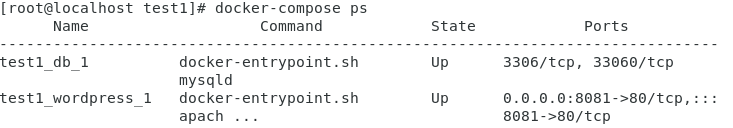 [root@localhost test1]# docker-compose ps
Name Command State Ports
--------------------------------------------------------------------------------
test1_db_1 docker-entrypoint.sh Up 3306/tcp, 33060/tcp
mysqld
test1_wordpress_1 docker-entrypoint.sh Up 0.0.0.0:8081->80/tcp,:::
apach ... 8081->80/tcp